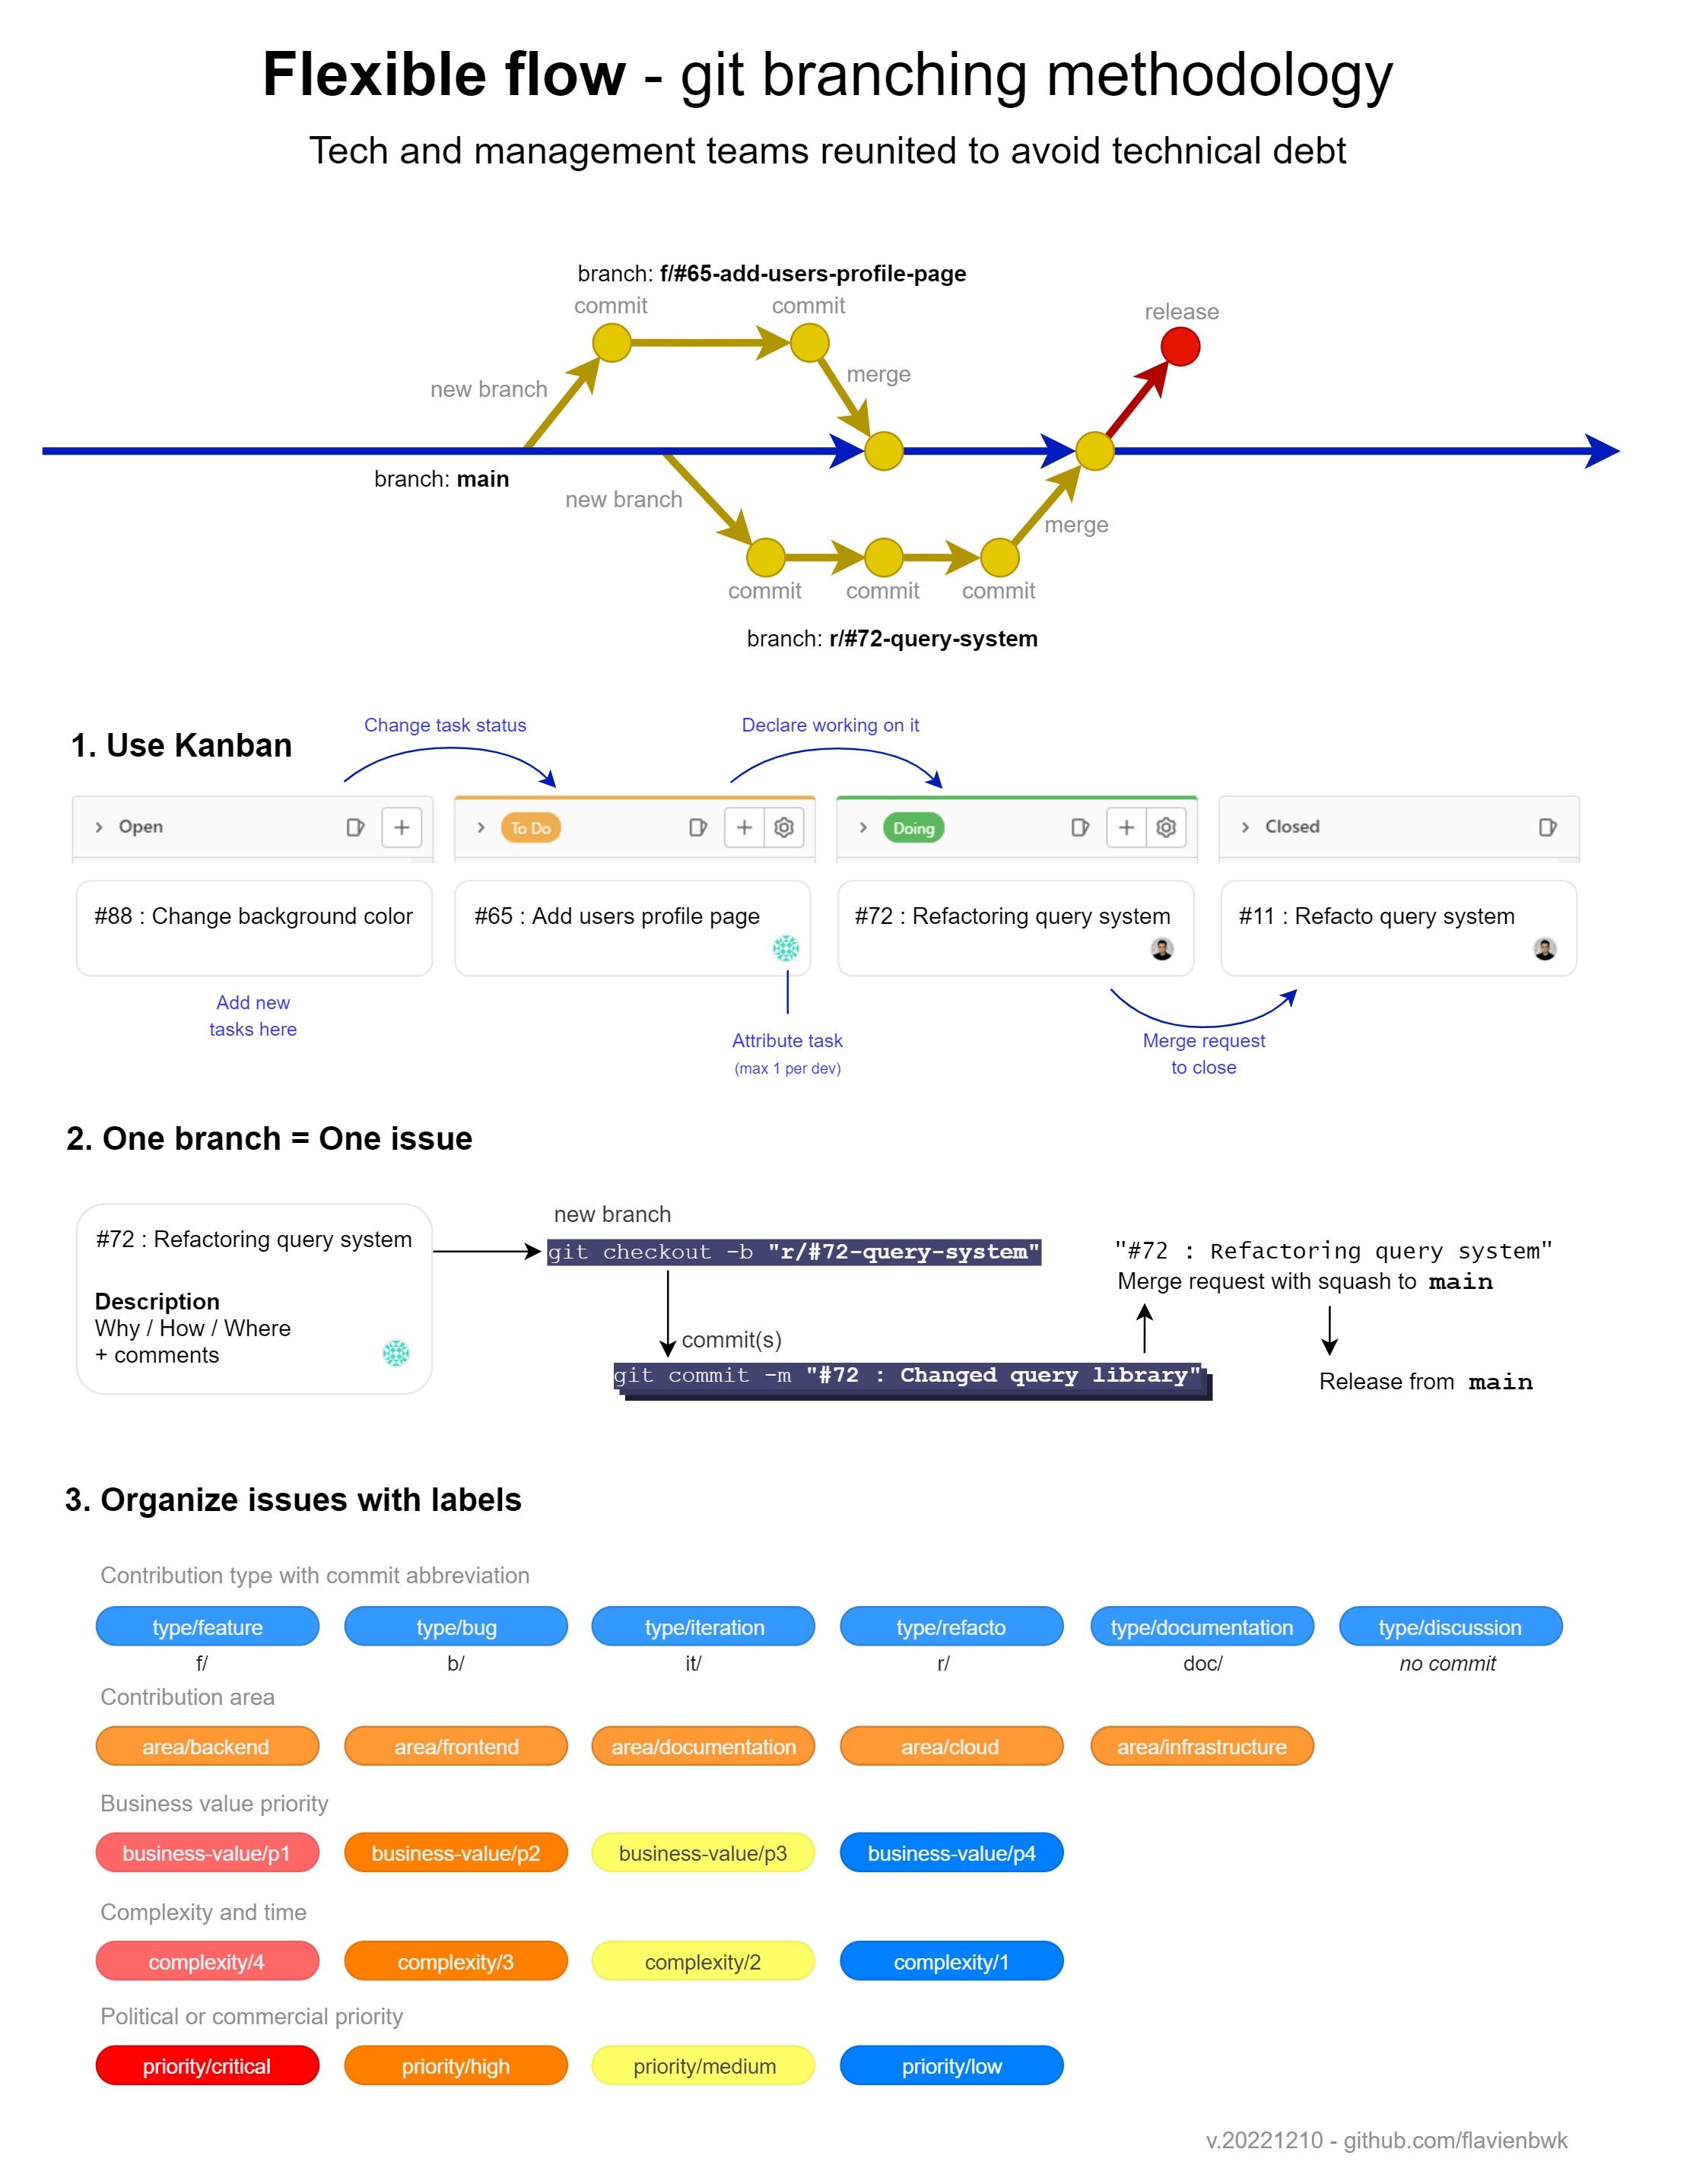 Flexible flow - git branching methodology
Tech and management teams reunited to avoid technical debt
branch: f/#65-add-users-profile-page
commit
commit
release
new branch
merge
branch: main
new branch
merge
commit
commit
commit
branch: r/#72-query-system
1. Use Kanban
Change task status
Declare working on it
Open
To Do
Doing
Closed
#88 : Change background color
#65 : Add users profile page
#72 : Refactoring query system
#11 : Refacto query system
Add new
tasks here
Attribute task
(max 1 per dev)
Merge request
to close
2. One branch = One issue
#72 : Refactoring query system
Description
Why / How / Where
+ comments
new branch
git checkout -b "r/#72-query-system"
commit(s)
git commit -m "#72 : Changed query library"
"#72 : Refactoring query system"
Merge request with squash to main
Release from main
3. Organize issues with labels
Contribution type with commit abbreviation
type/feature
type/bug
type/iteration
type/refacto
type/documentation
type/discussion
f/
b/
it/
r/
doc/
no commit
Contribution area
area/backend
area/frontend
area/documentation
area/cloud
area/infrastructure
Business value priority
business-value/p1
business-value/p2
business-value/p3
business-value/p4
Complexity and time
complexity/4
complexity/3
complexity/2
complexity/1
Political or commercial priority
priority/critical
priority/high
priority/medium
priority/low
v.20221210 - github.com/flavienbwk